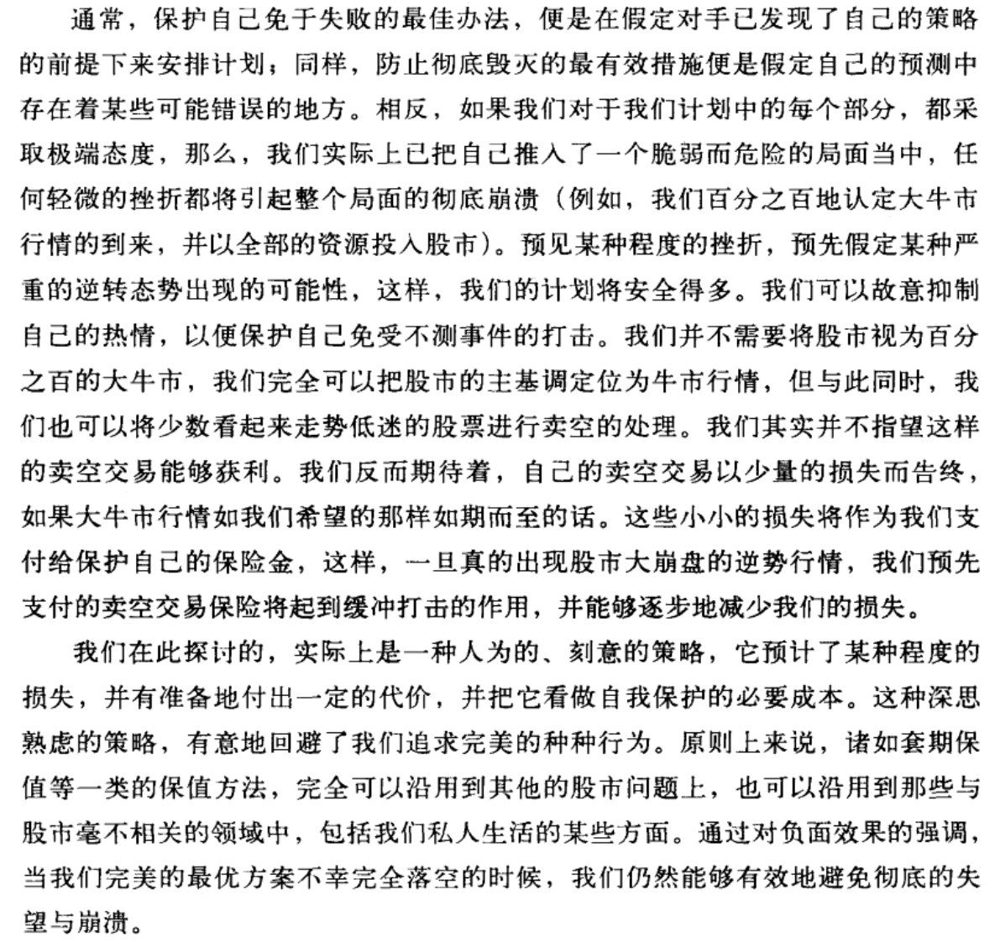 通常，保护自己免于失败的最佳办法，便是在假定对手已发现了自己的策略
的前提下来安排计划；同样，防止彻底毁灭的最有效措施便是假定自己的预测中
存在着某些可能错误的地方。相反，如果我们对于我们计划中的每个部分，都采
取极端态度，那么，我们实际上已把自己推入了一个脆弱而危险的局面当中，任
何轻微的挫折都将引起整个局面的彻底崩溃（例如，我们百分之百地认定大牛市
行情的到来，并以全部的资源投入股市）。预见某种程度的挫折，预先假定某种严
重的逆转态势出现的可能性，这样，我们的计划将安全得多。我们可以故意抑制
自己的热情，以便保护自己免受不测事件的打击。我们并不需要将股市视为百分
之百的大牛市，我们完全可以把股市的主基调定位为牛市行情，但与此同时，我
们也可以将少数看起来走势低迷的股票进行卖空的处理。我们其实并不指望这样
的卖空交易能够获利。我们反而期待着，自己的卖空交易以少量的损失而告终，
如果大牛市行情如我们希望的那样如期而至的话。这些小小的损失将作为我们支
付给保护自己的保险金，这样，一旦真的出现股市大崩盘的逆势行情，我们预先
支付的卖空交易保险将起到缓冲打击的作用，并能够逐步地减少我们的损失。
我们在此探讨的，实际上是一种人为的、刻意的策略，它预计了某种程度的
损失，并有准备地付出一定的代价，并把它看做自我保护的必要成本。这种深思
熟虑的策略，有意地回避了我们追求完美的种种行为。原则上来说，诸如套期保
值等一类的保值方法，完全可以沿用到其他的股市问题上，也可以沿用到那些与
股市毫不相关的领域中，包括我们私人生活的某些方面。通过对负面效果的强调，
当我们完美的最优方案不幸完全落空的时候，我们仍然能够有效地避免彻底的失
望与崩溃。